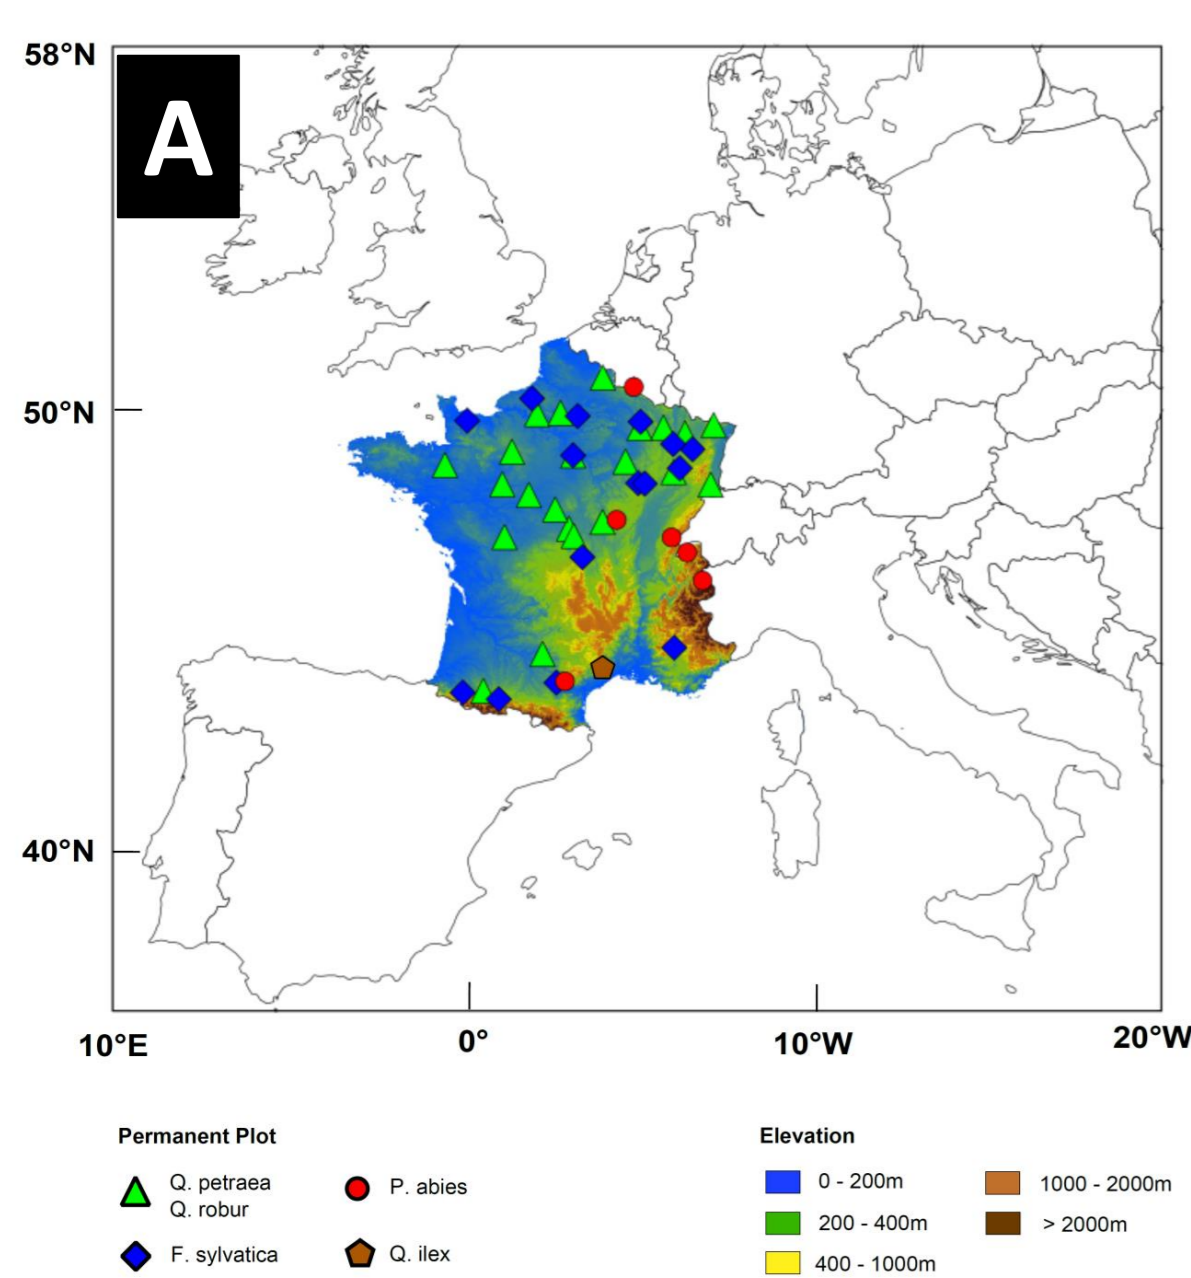 58°N
A
50°N
40°N
10°E
0°
10°W
20°W
Permanent Plot
Q. petraea
Q. robur
P. abies
F. sylvatica
Q. ilex
Elevation
0 - 200m
1000 - 2000m
200 - 400m
> 2000m
400 - 1000m